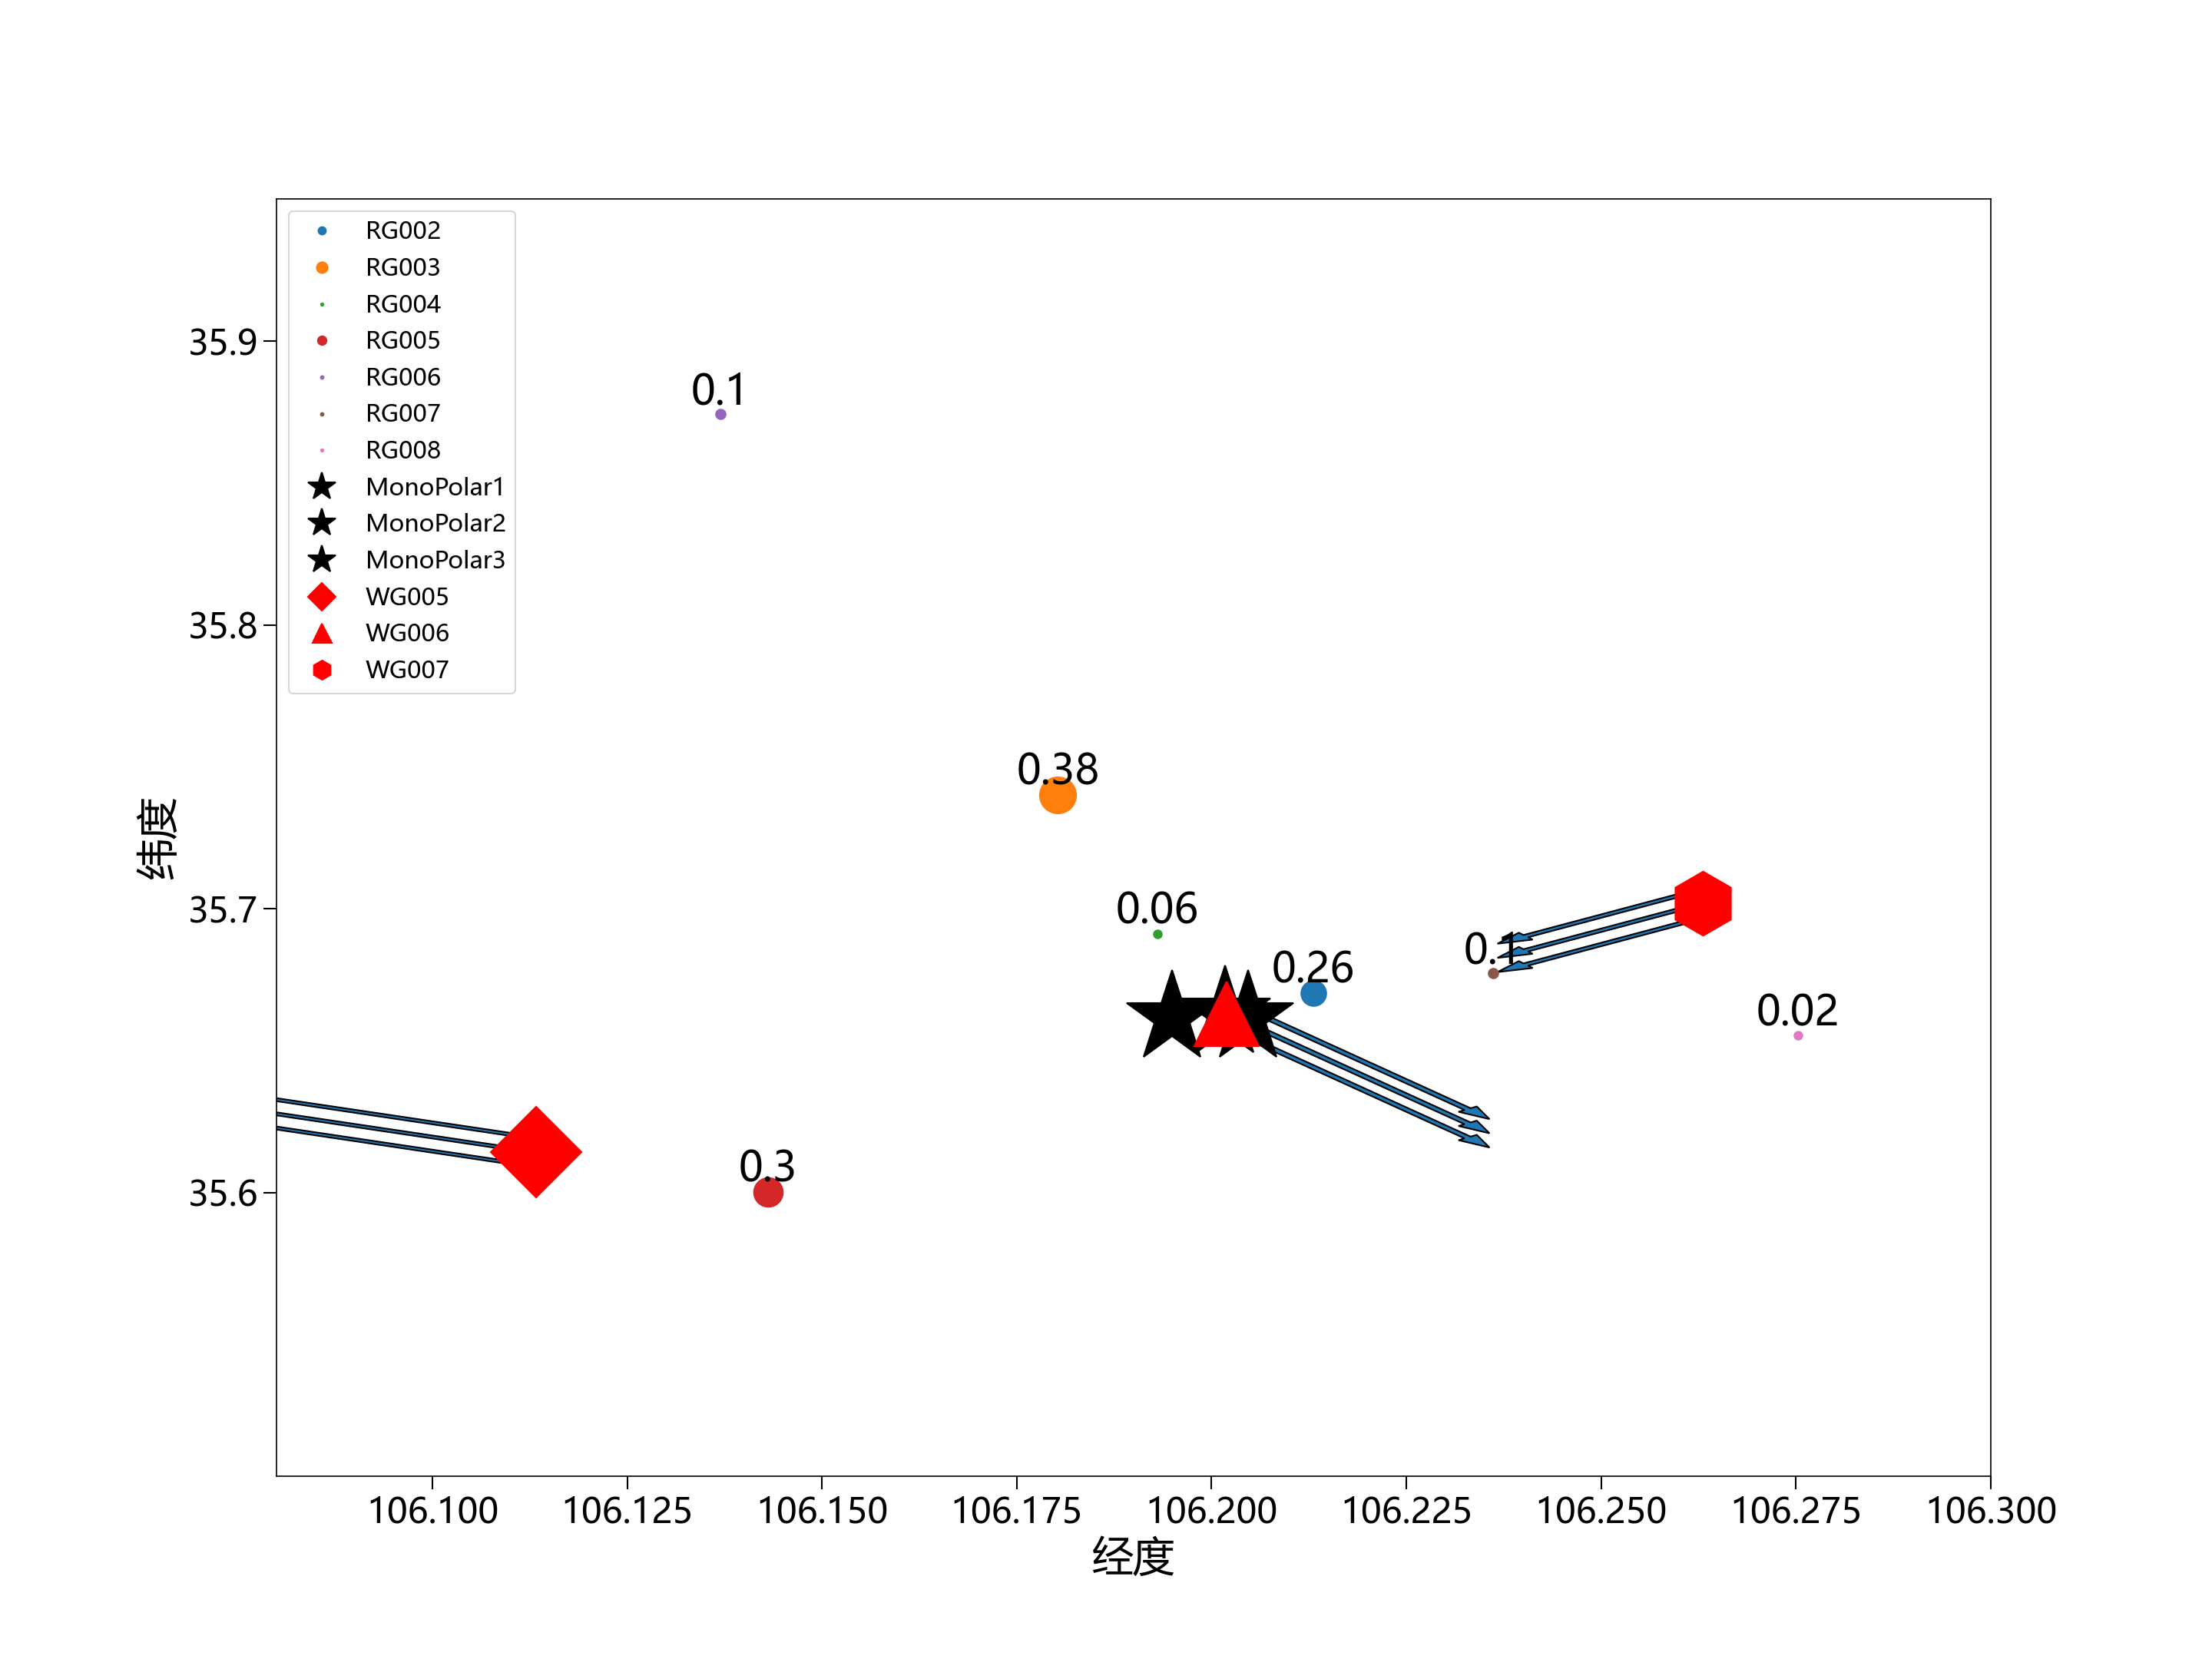 RG002
RG003
RG004
RG005
RG006
RG007
RG008
MonoPolar1
MonoPolar2
MonoPolar3
WG005
WG006
WG007
35.9
35.8
35.7
35.6
纬度
0.1
0.38
0.06
0.26
0.1
0.02
0.3
106.100
106.125
106.150
106.175
106.200
106.225
106.250
106.275
106.300
经度